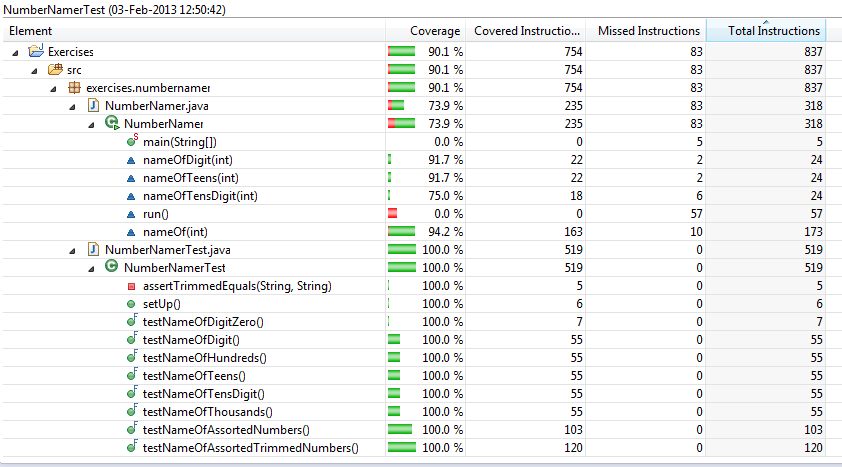 NumberNamerTest (03-Feb-2013 12:50:42)
Element Coverage Covered Instructio... Missed Instructions Total Instructions
Exercises 90.1 % 754 83 837
src 90.1 % 754 83 837
exercises.numbernamer 90.1 % 754 83 837
NumberNamer.java 73.9 % 235 83 318
NumberNamer 73.9 % 235 83 318
main(String[]) 0.0 % 0 5 5
nameOfDigit(int) 91.7 % 22 2 24
nameOfTeens(int) 91.7 % 22 2 24
nameOfTensDigit(int) 75.0 % 18 6 24
run() 0.0 % 0 57 57
nameOf(int) 94.2 % 163 10 173
NumberNamerTest.java 100.0 % 519 0 519
NumberNamerTest 100.0 % 519 0 519
assertTrimmedEquals(String, String) 100.0 % 5 0 5
setUp() 100.0 % 6 0 6
testNameOfDigitZero() 100.0 % 7 0 7
testNameOfDigit() 100.0 % 55 0 55
testNameOfHundreds() 100.0 % 55 0 55
testNameOfTeens() 100.0 % 55 0 55
testNameOfTensDigit() 100.0 % 55 0 55
testNameOfThousands() 100.0 % 55 0 55
testNameOfAssortedNumbers() 100.0 % 103 0 103
testNameOfAssortedTrimmedNumbers() 100.0 % 120 0 120